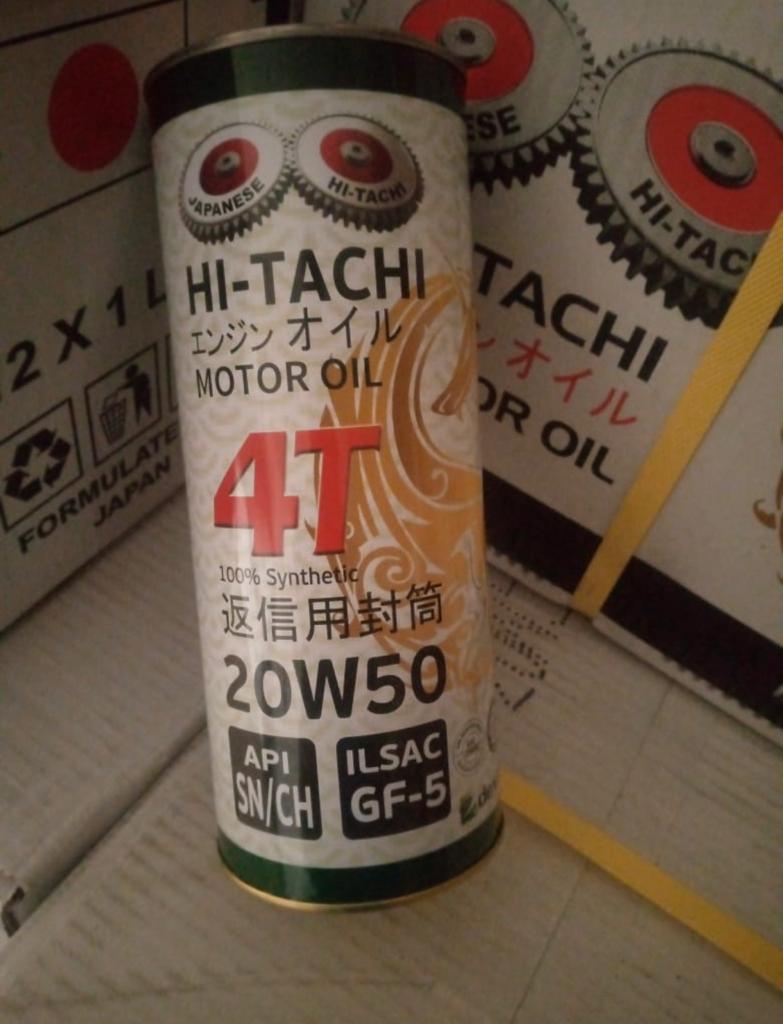 JAPANESE
HI-TACHI
HI-TACHI
エンジン オイル
MOTOR OIL
4T
100% Synthetic
返信用封筒
20W50
API
SN/CH
ILSAC
GF-5
2 X 1 L
FORMULATE
JAPAN
ESE
HI-TAC
TACHI
ン オイル
OR OIL